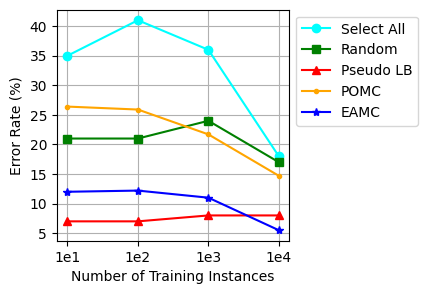 Error Rate (%)
40
35
30
25
20
15
10
5
1e1 1e2 1e3 1e4
Number of Training Instances
Select All
Random
Pseudo LB
POMC
EAMC